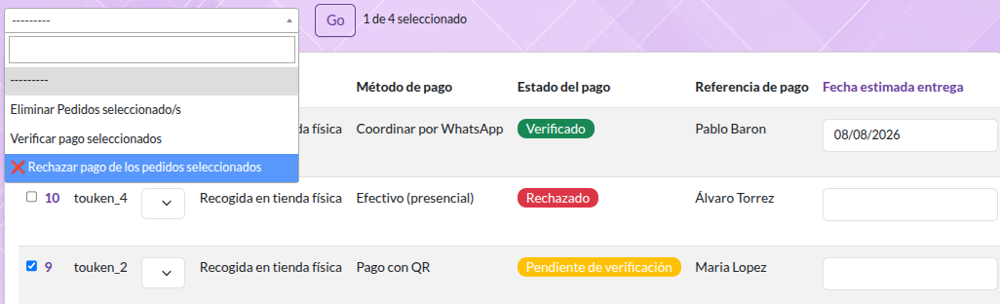 ---------
Go
1 de 4 seleccionado
---------
Eliminar Pedidos seleccionado/s
Verificar pago seleccionados
❌ Rechazar pago de los pedidos seleccionados
Método de pago Estado del pago Referencia de pago Fecha estimada entrega
da física Coordinar por WhatsApp Verificado Pablo Baron 08/08/2026
10 touken_4 Recogida en tienda física Efectivo (presencial) Rechazado Álvaro Torrez
9 touken_2 Recogida en tienda física Pago con QR Pendiente de verificación Maria Lopez